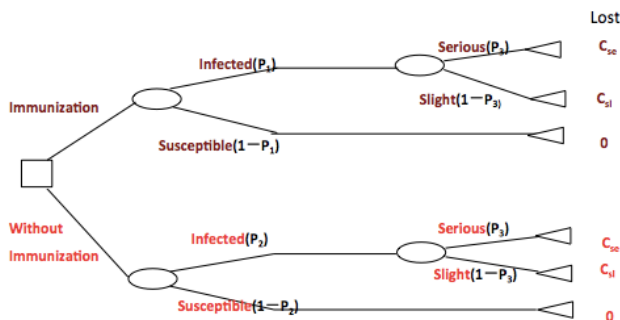 Lost
Serious(P₃)
Cse
Infected(P₁)
Immunization
Slight(1－P₃)
Csl
Susceptible(1－P₁)
0
Without
Immunization
Serious(P₃)
Infected(P₂)
Cse
Slight(1－P₃)
Csl
Susceptible(1－P₂)
0